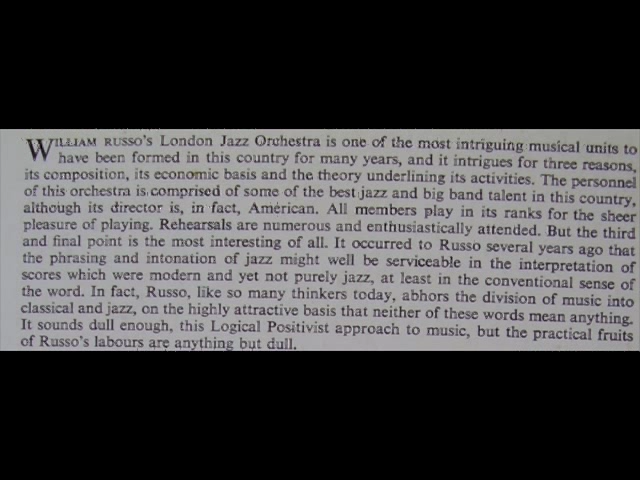 WILLIAM RUSSO'S London Jazz Orchestra is one of the most intriguing musical units to
have been formed in this country for many years, and it intrigues for three reasons,
its composition, its economic basis and the theory underlining its activities. The personnel
of this orchestra is comprised of some of the best jazz and big band talent in this country,
although its director is, in fact, American. All members play in its ranks for the sheer
pleasure of playing. Rehearsals are numerous and enthusiastically attended. But the third
and final point is the most interesting of all. It occurred to Russo several years ago that
the phrasing and intonation of jazz might well be serviceable in the interpretation of
scores which were modern and yet not purely jazz, at least in the conventional sense of
the word. In fact, Russo, like so many thinkers today, abhors the division of music into
classical and jazz, on the highly attractive basis that neither of these words mean anything.
It sounds dull enough, this Logical Positivist approach to music, but the practical fruits
of Russo's labours are anything but dull.